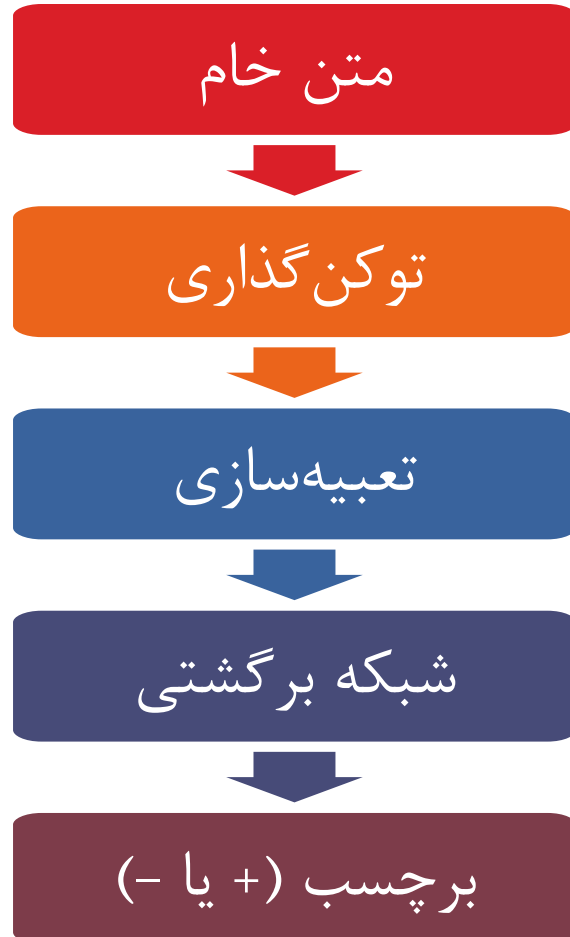 متن خام
توکن‌گذاری
تعبیه‌سازی
شبکه برگشتی
برچسب (+ یا -)